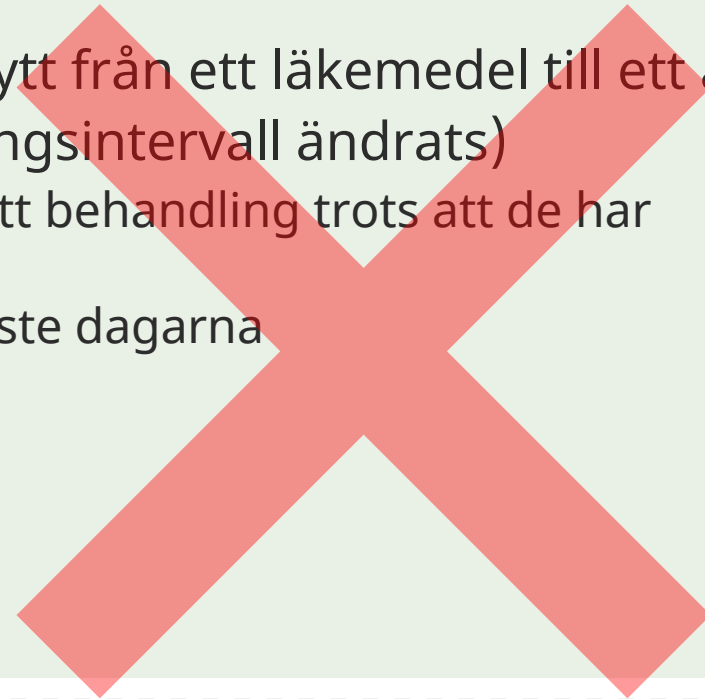 ytt från ett läkemedel till ett
ngsintervall ändrats)
tt behandling trots att de har
ste dagarna